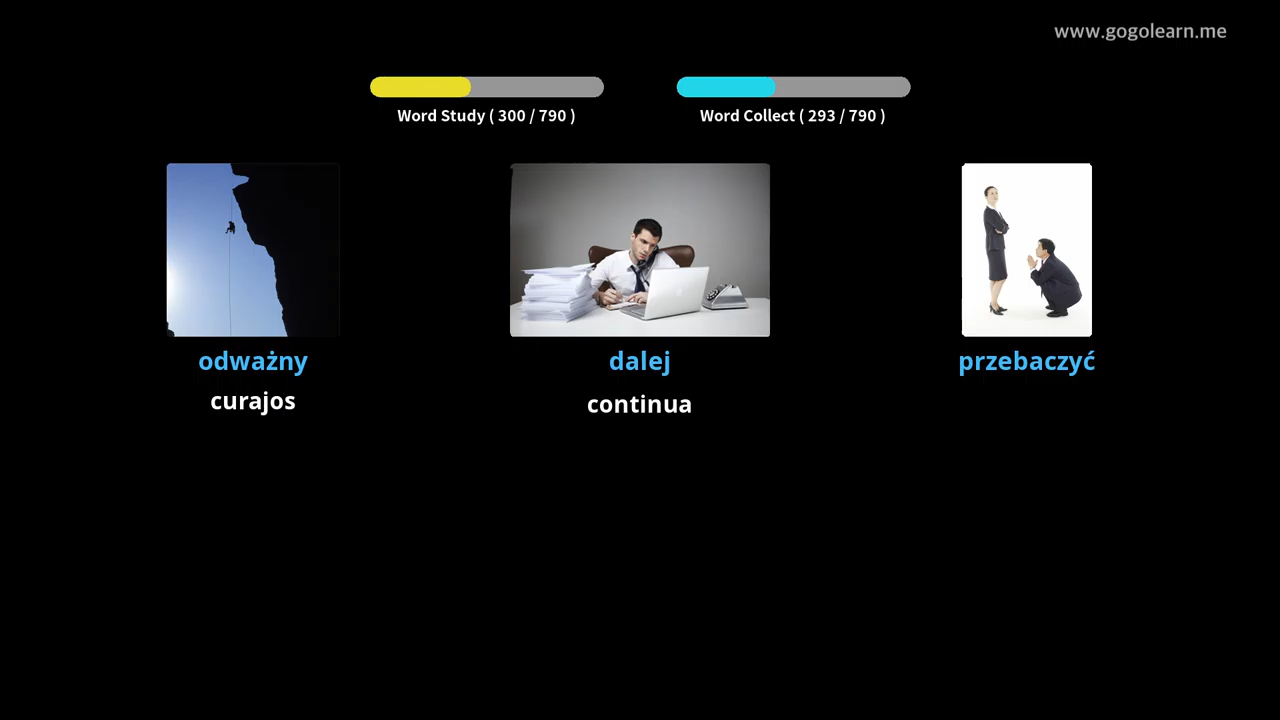 www.gogolearn.me
Word Study ( 300 / 790 )
Word Collect ( 293 / 790 )
odważny
dalej
przebaczyć
curajos
continua